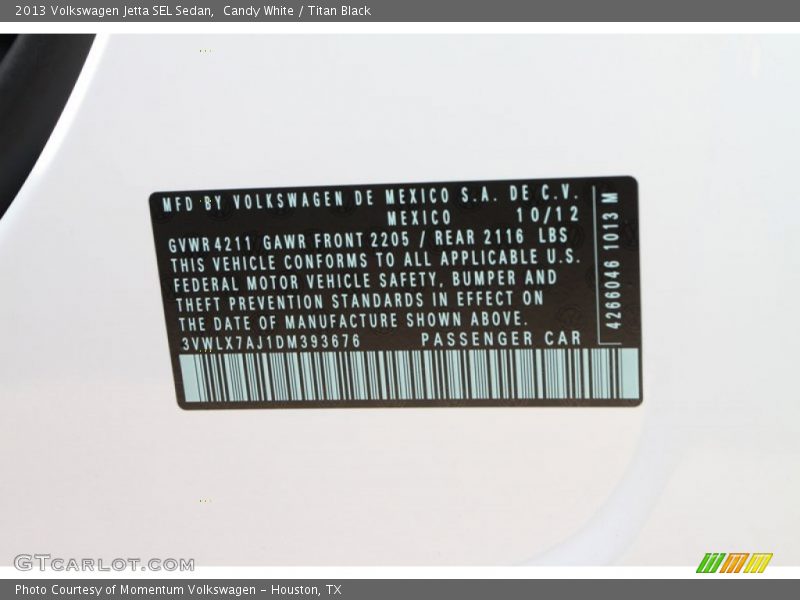 2013 Volkswagen Jetta SEL Sedan,  Candy White / Titan Black
MFD BY VOLKSWAGEN DE MEXICO S.A. DE C.V.
MEXICO 10/12
GVWR 4211 GAWR FRONT 2205 / REAR 2116 LBS
THIS VEHICLE CONFORMS TO ALL APPLICABLE U.S.
FEDERAL MOTOR VEHICLE SAFETY, BUMPER AND
THEFT PREVENTION STANDARDS IN EFFECT ON
THE DATE OF MANUFACTURE SHOWN ABOVE.
3VWLX7AJ1DM393676 PASSENGER CAR
4266046 1013 M
GTCARLOT.COM
Photo Courtesy of Momentum Volkswagen - Houston, TX